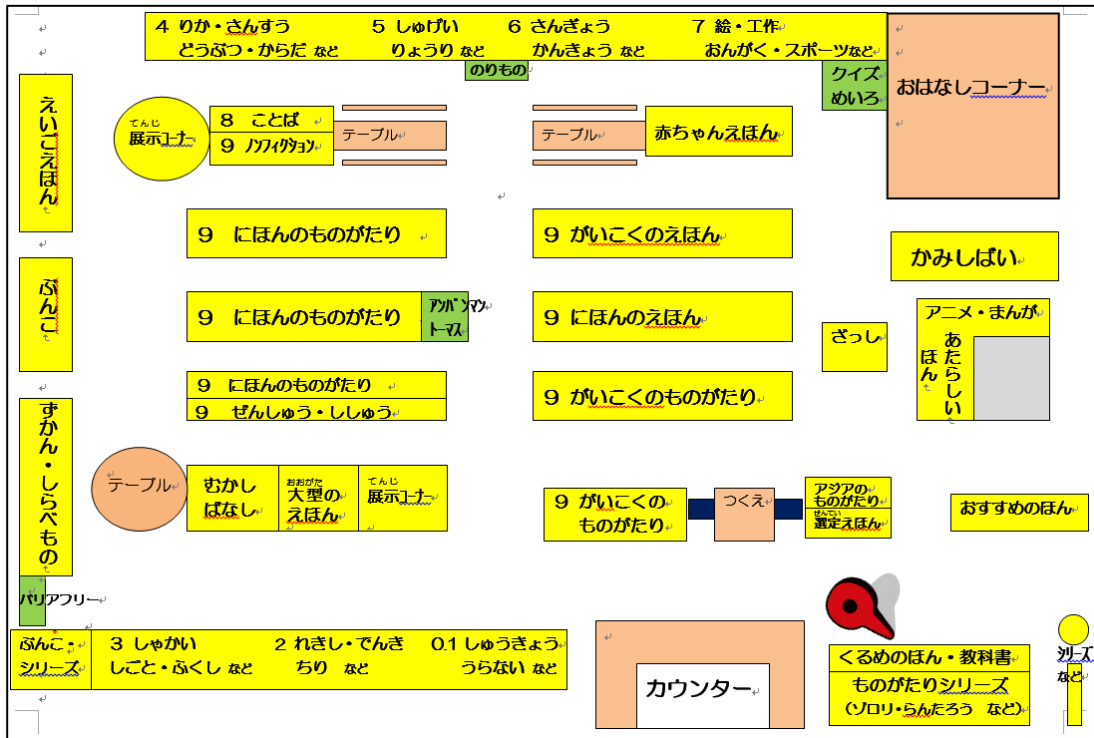 4 りか・さんすう 5 しゅげい 6 さんぎょう 7 絵・工作
どうぶつ・からだ など りょうり など かんきょう など おんがく・スポーツなど
のりもの
クイズ
めいろ
おはなしコーナー
えいごえほん
てんじ
展示コーナー
8 ことば
9 ノンフィクション
テーブル
テーブル
赤ちゃんえほん
9 にほんのものがたり
9 がいこくのえほん
かみしばい
ぶんこ
9 にほんのものがたり
アンパンマン
トーマス
9 にほんのえほん
ざっし
アニメ・まんが
あたらしい
ほん
9 にほんのものがたり
9 ぜんしゅう・ししゅう
9 がいこくのものがたり
ずかん・しらべもの
テーブル
むかし
ばなし
おおがた
大型の
えほん
てんじ
展示コーナー
9 がいこくの
ものがたり
つくえ
アジアの
ものがたり
せんてい
選定えほん
おすすめのほん
バリアフリー
ぶんこ・
シリーズ
3 しゃかい 2 れきし・でんき 0.1 しゅうきょう
しごと・ふくし など ちり など うらない など
カウンター
くるめのほん・教科書
ものがたりシリーズ
(ゾロリ・らんたろう など)
シリーズ
など